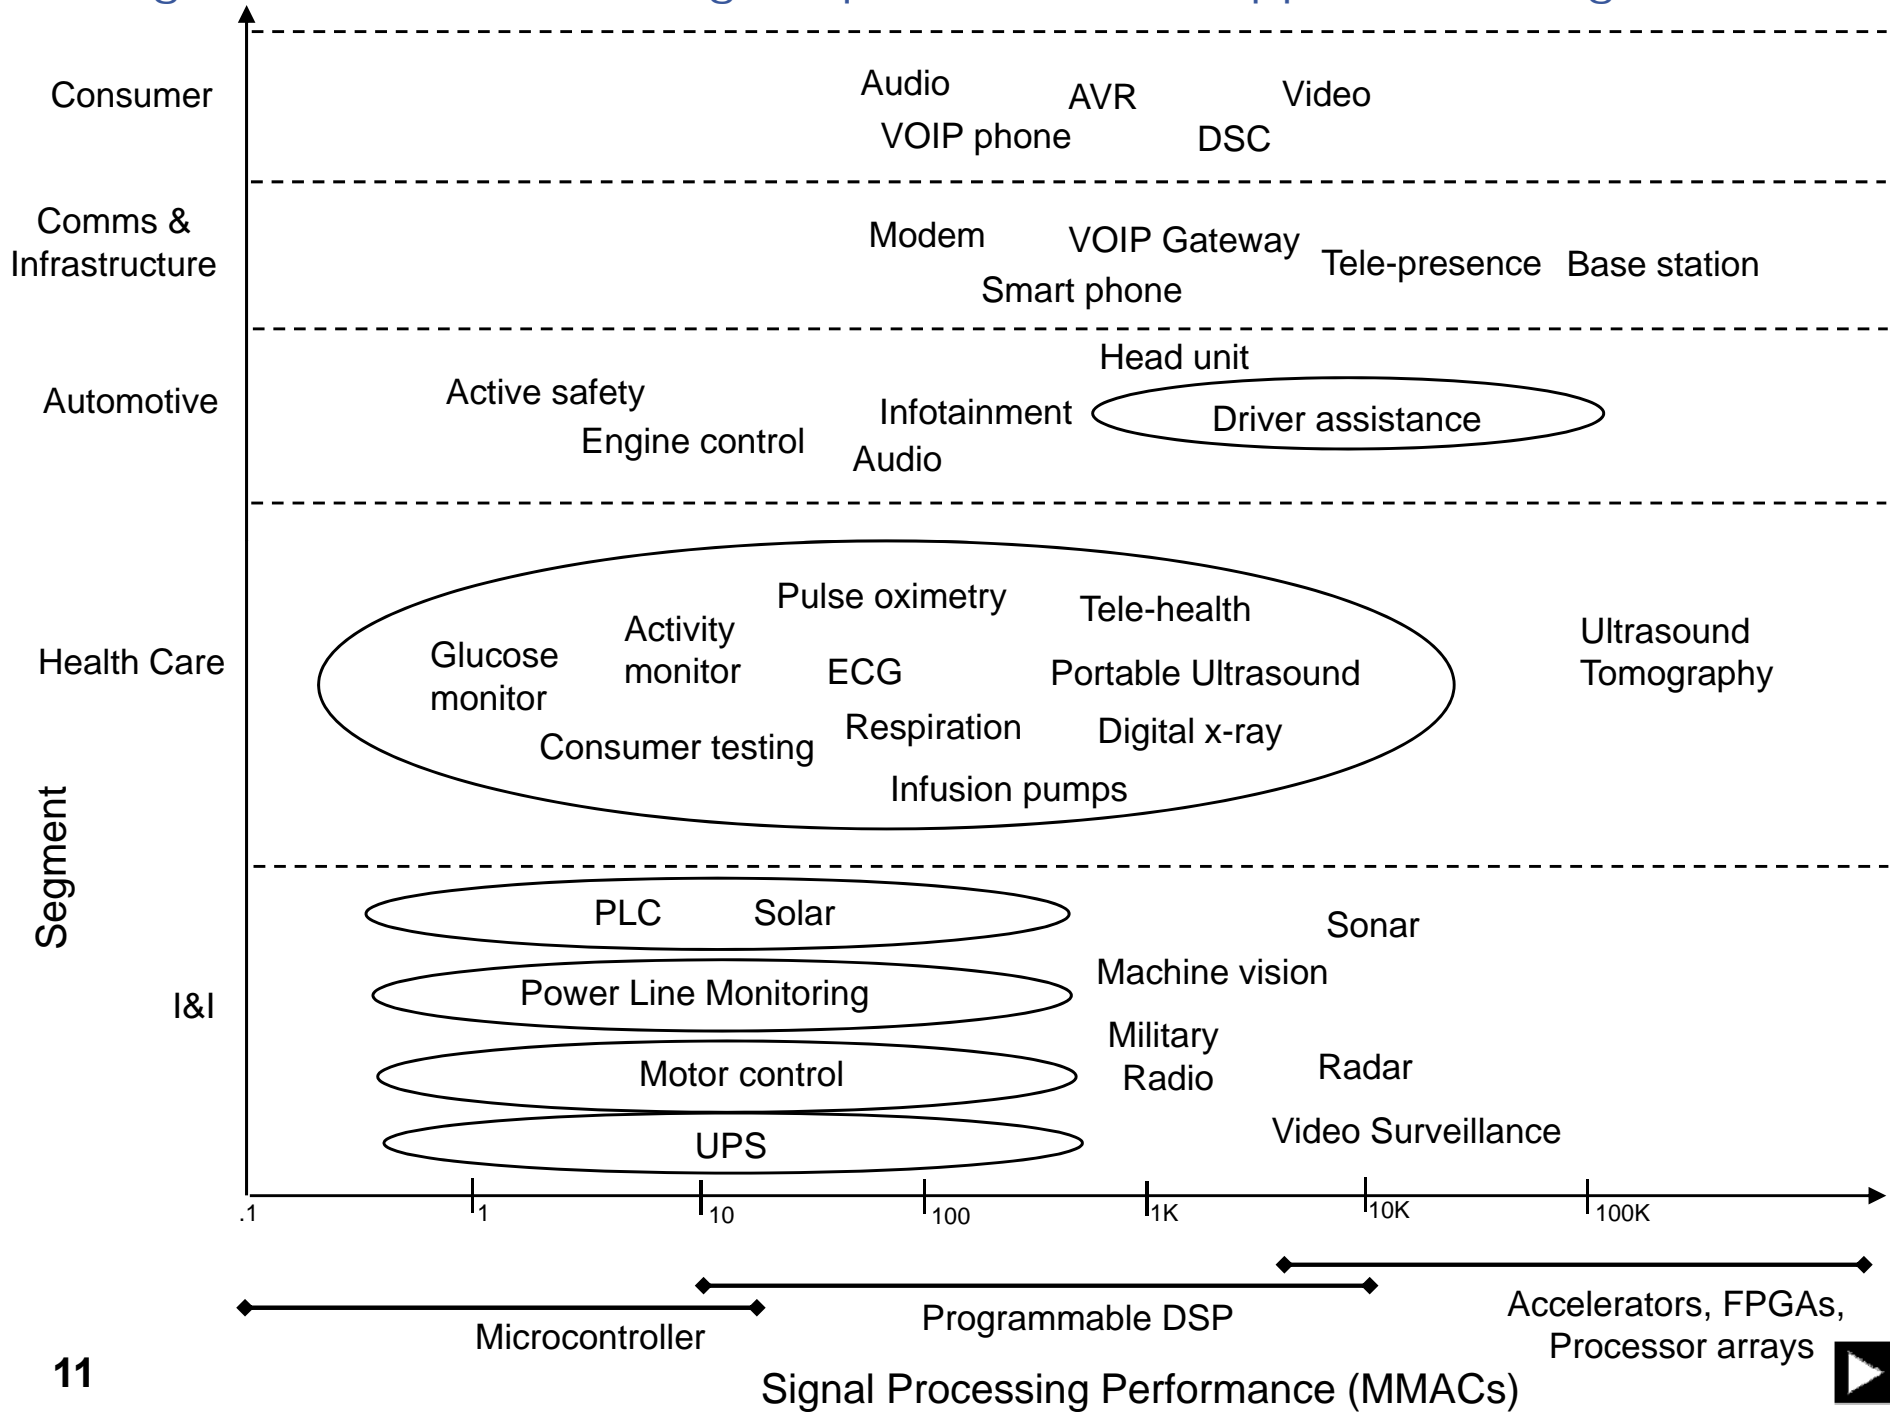 Consumer
Audio
AVR
Video
VOIP phone
DSC
Comms &
Infrastructure
Modem
VOIP Gateway
Tele-presence
Base station
Smart phone
Automotive
Head unit
Active safety
Infotainment
Driver assistance
Engine control
Audio
Health Care
Pulse oximetry
Tele-health
Activity
monitor
Glucose
monitor
ECG
Portable Ultrasound
Ultrasound
Tomography
Respiration
Digital x-ray
Consumer testing
Infusion pumps
Segment
I&I
PLC
Solar
Sonar
Power Line Monitoring
Machine vision
Military
Radio
Motor control
Radar
UPS
Video Surveillance
.1
1
10
100
1K
10K
100K
Microcontroller
Programmable DSP
Accelerators, FPGAs,
Processor arrays
11
Signal Processing Performance (MMACs)